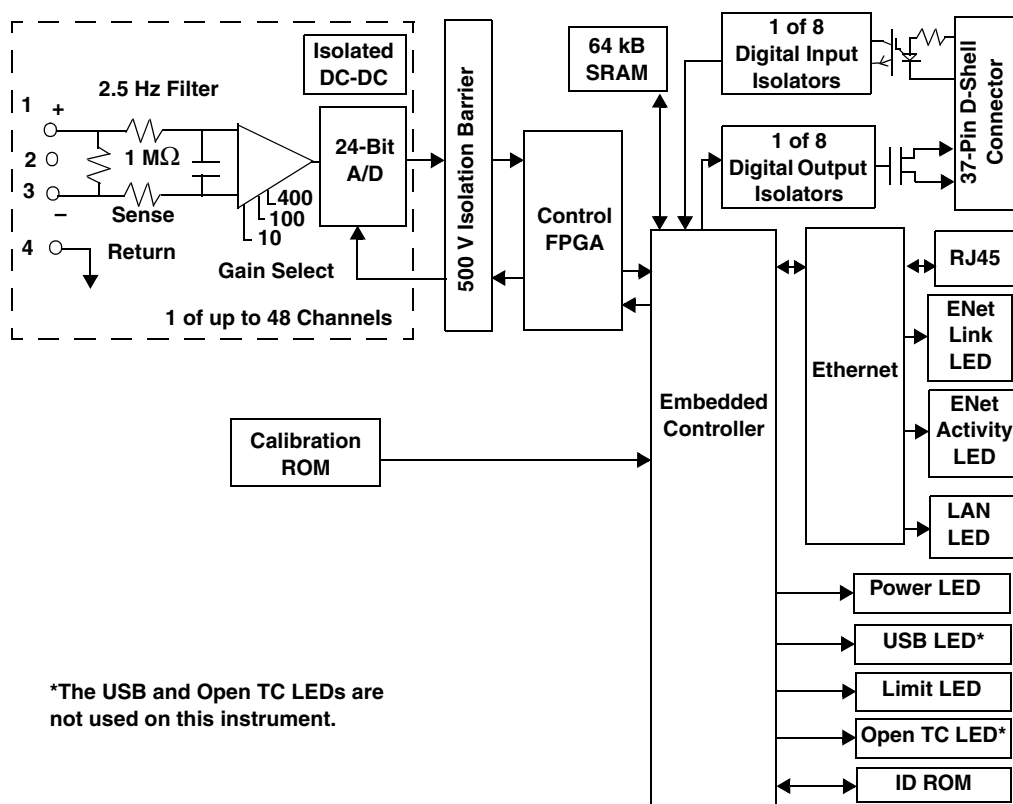 Isolated
DC-DC
2.5 Hz Filter
1
+
2
1 MΩ
3
–
Sense
4
Return
400
100
10
Gain Select
24-Bit
A/D
1 of up to 48 Channels
500 V Isolation Barrier
Control
FPGA
64 kB
SRAM
1 of 8
Digital Input
Isolators
1 of 8
Digital Output
Isolators
37-Pin D-Shell
Connector
Embedded
Controller
Calibration
ROM
Ethernet
RJ45
ENet
Link
LED
ENet
Activity
LED
LAN
LED
Power LED
USB LED*
Limit LED
Open TC LED*
ID ROM
*The USB and Open TC LEDs are
not used on this instrument.